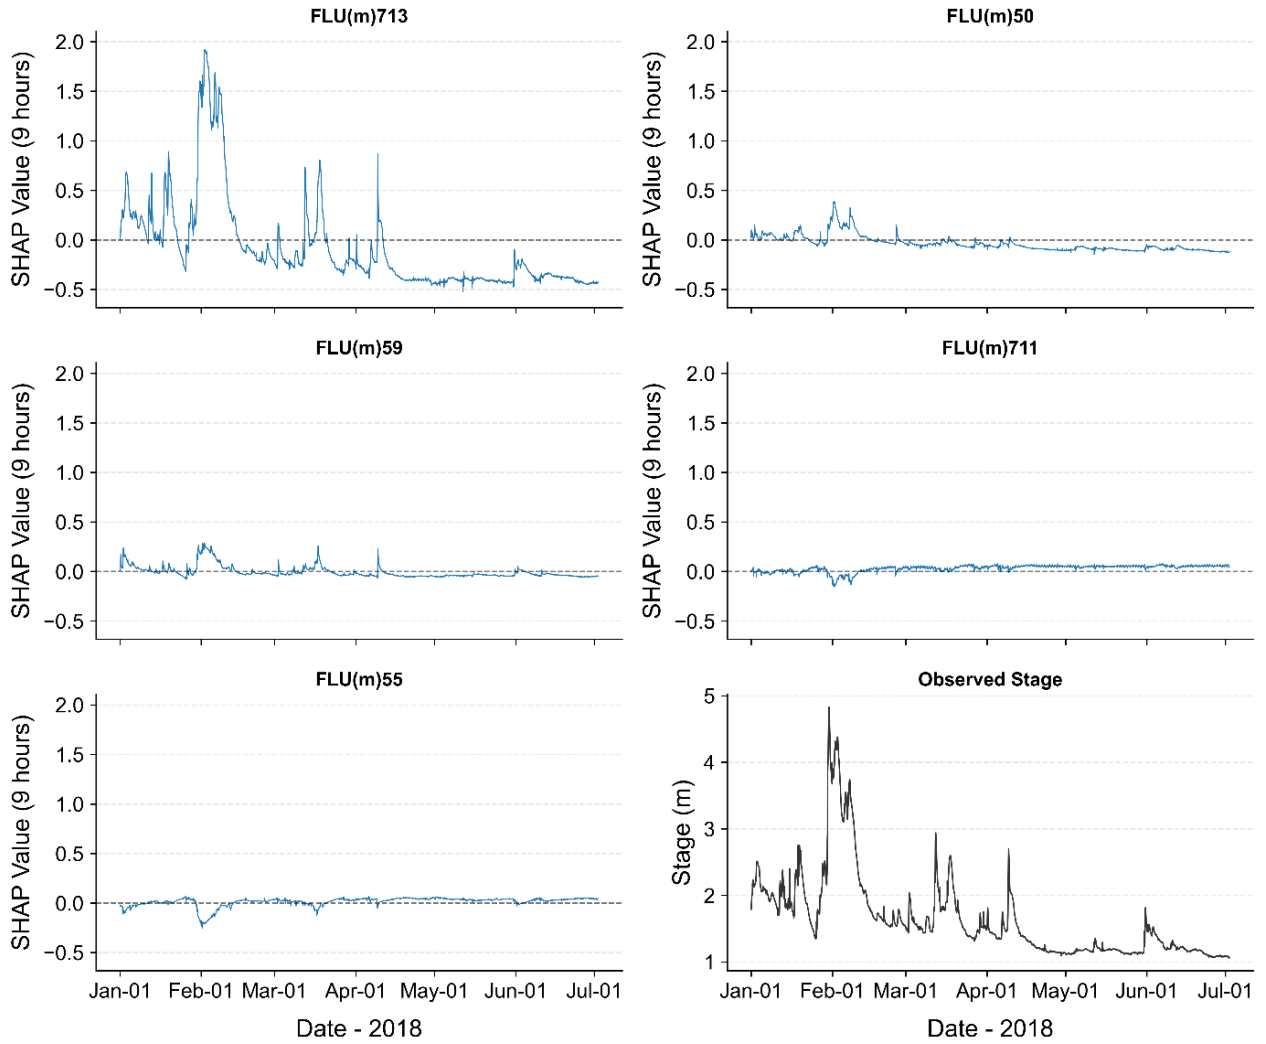 FLU(m)713
SHAP Value (9 hours)
2.0
1.5
1.0
0.5
0.0
−0.5
FLU(m)50
SHAP Value (9 hours)
2.0
1.5
1.0
0.5
0.0
−0.5
FLU(m)59
SHAP Value (9 hours)
2.0
1.5
1.0
0.5
0.0
−0.5
FLU(m)711
SHAP Value (9 hours)
2.0
1.5
1.0
0.5
0.0
−0.5
FLU(m)55
SHAP Value (9 hours)
2.0
1.5
1.0
0.5
0.0
−0.5
Jan-01 Feb-01 Mar-01 Apr-01 May-01 Jun-01 Jul-01
Date - 2018
Observed Stage
Stage (m)
5
4
3
2
1
Jan-01 Feb-01 Mar-01 Apr-01 May-01 Jun-01 Jul-01
Date - 2018